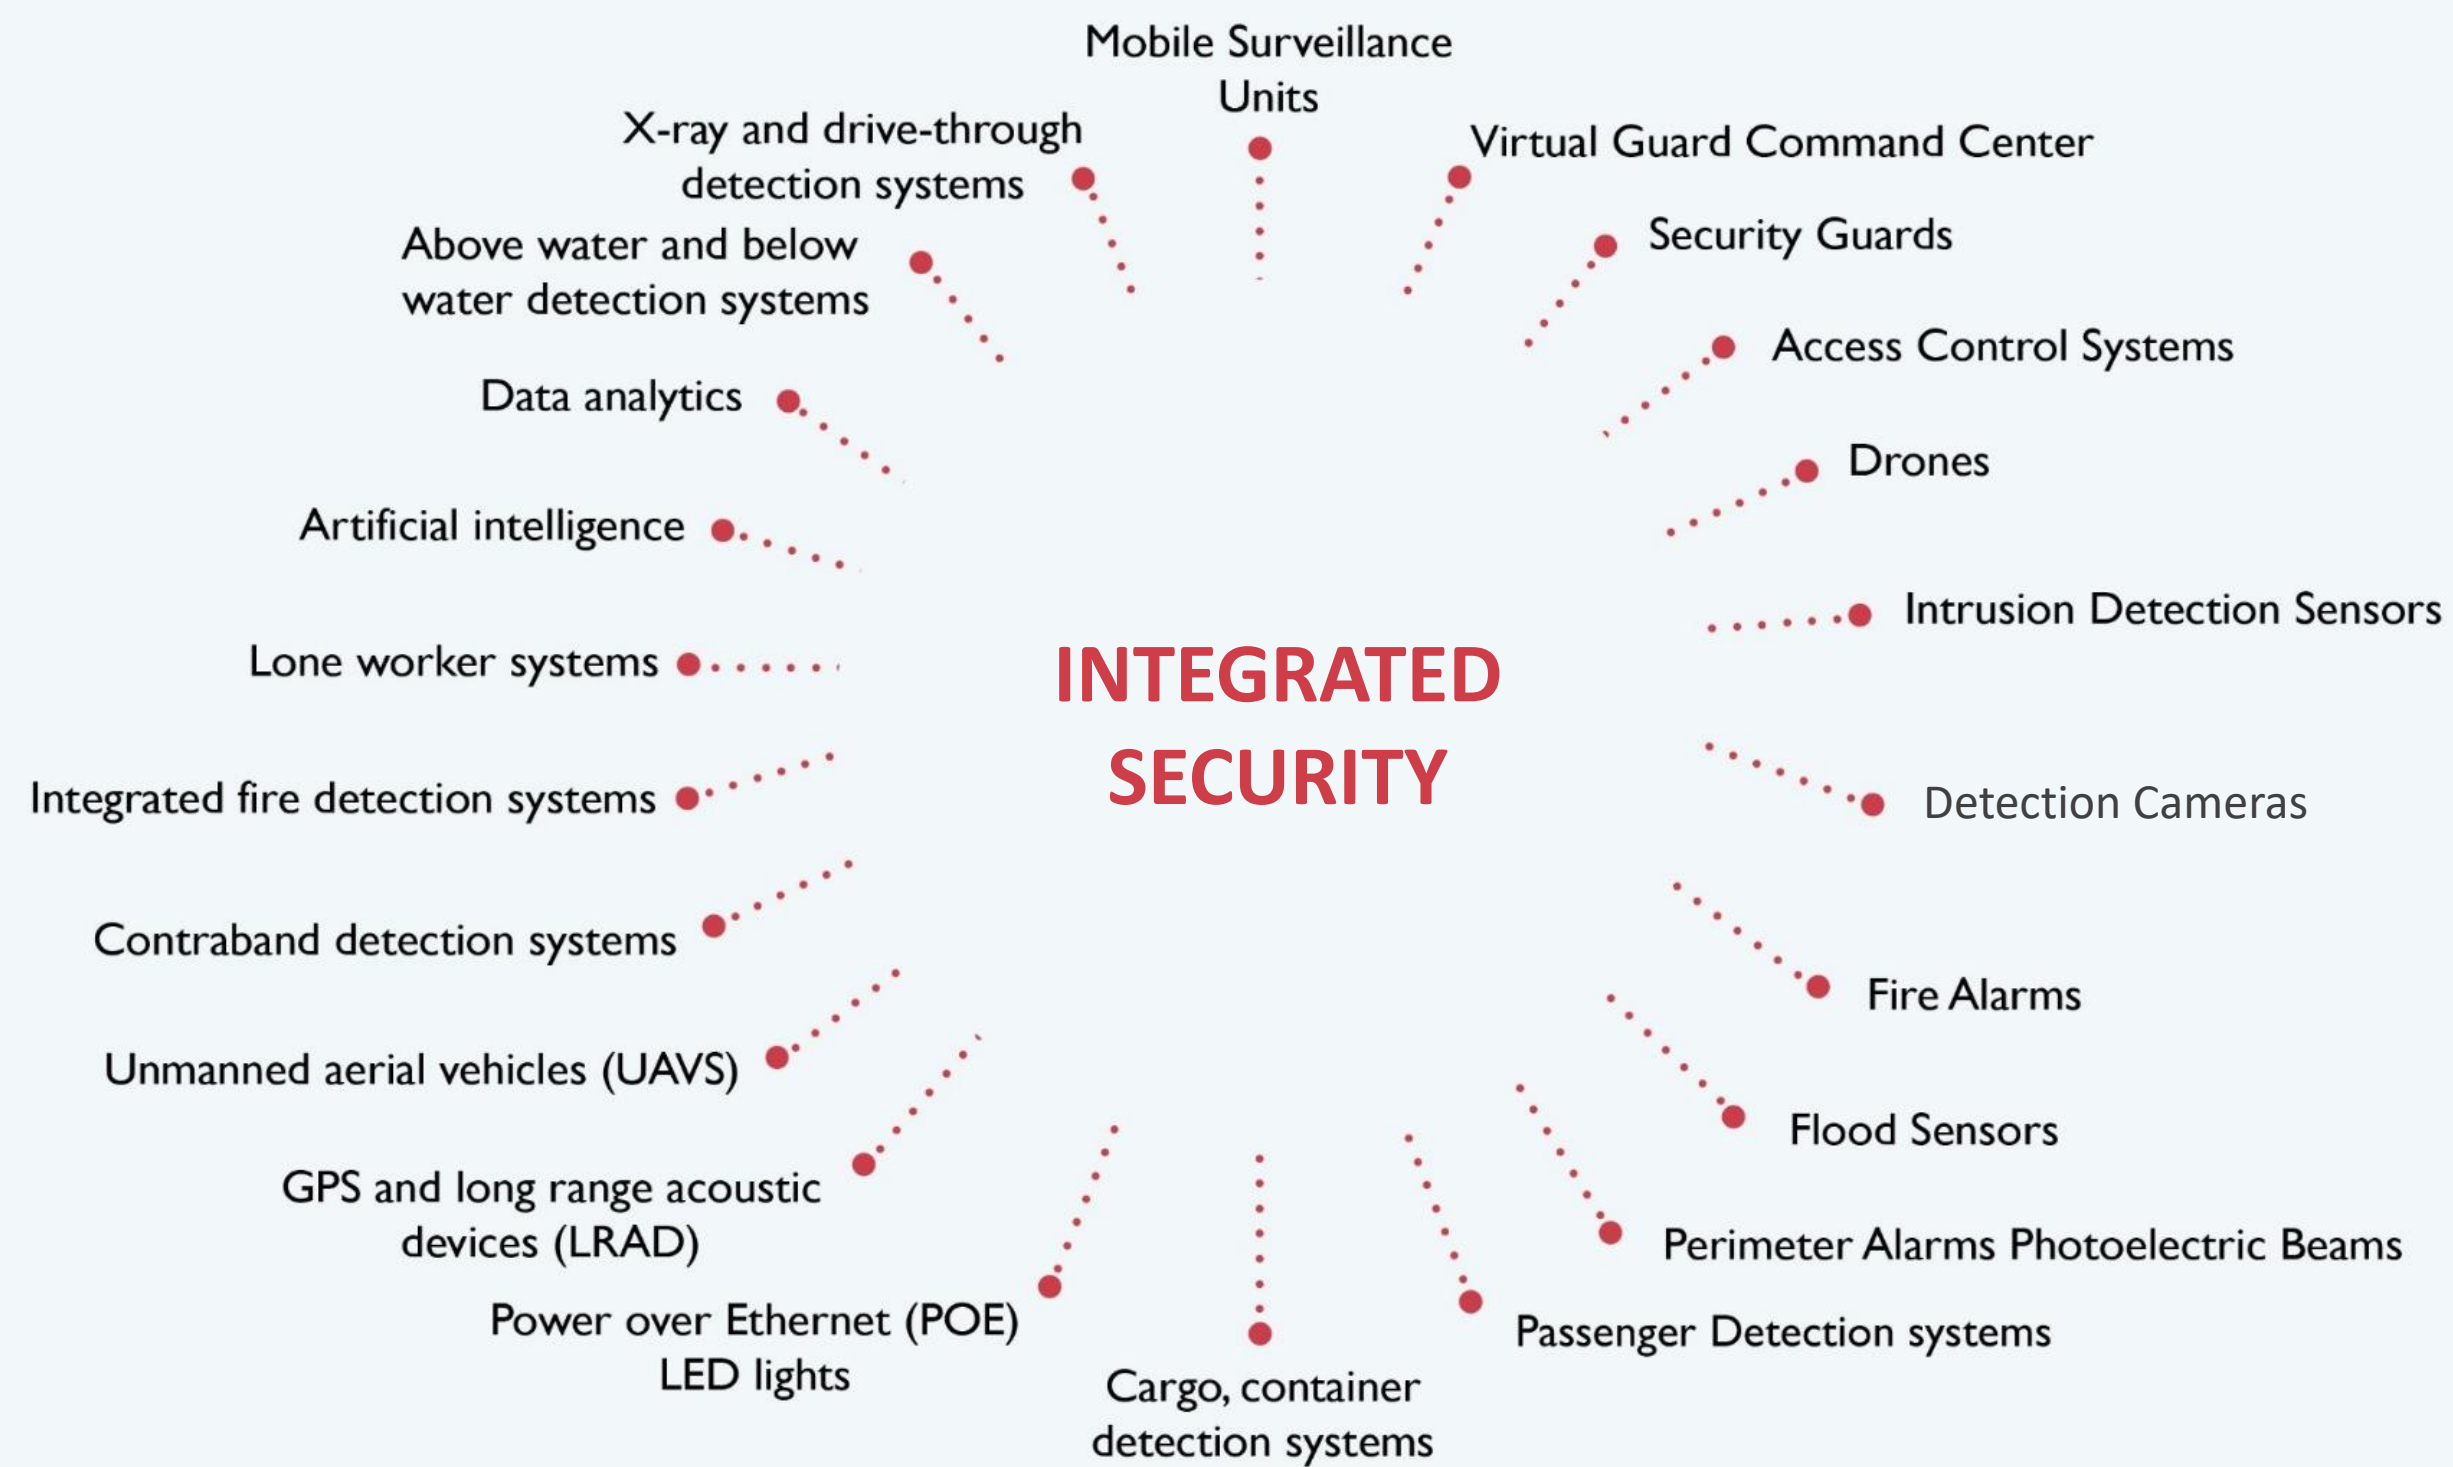 Mobile Surveillance
Units
Virtual Guard Command Center
Security Guards
Access Control Systems
Drones
Intrusion Detection Sensors
Detection Cameras
Fire Alarms
Flood Sensors
Perimeter Alarms Photoelectric Beams
Passenger Detection systems
Cargo, container
detection systems
Power over Ethernet (POE)
LED lights
GPS and long range acoustic
devices (LRAD)
Unmanned aerial vehicles (UAVS)
Contraband detection systems
Integrated fire detection systems
Lone worker systems
Artificial intelligence
Data analytics
Above water and below
water detection systems
X-ray and drive-through
detection systems
INTEGRATED
SECURITY